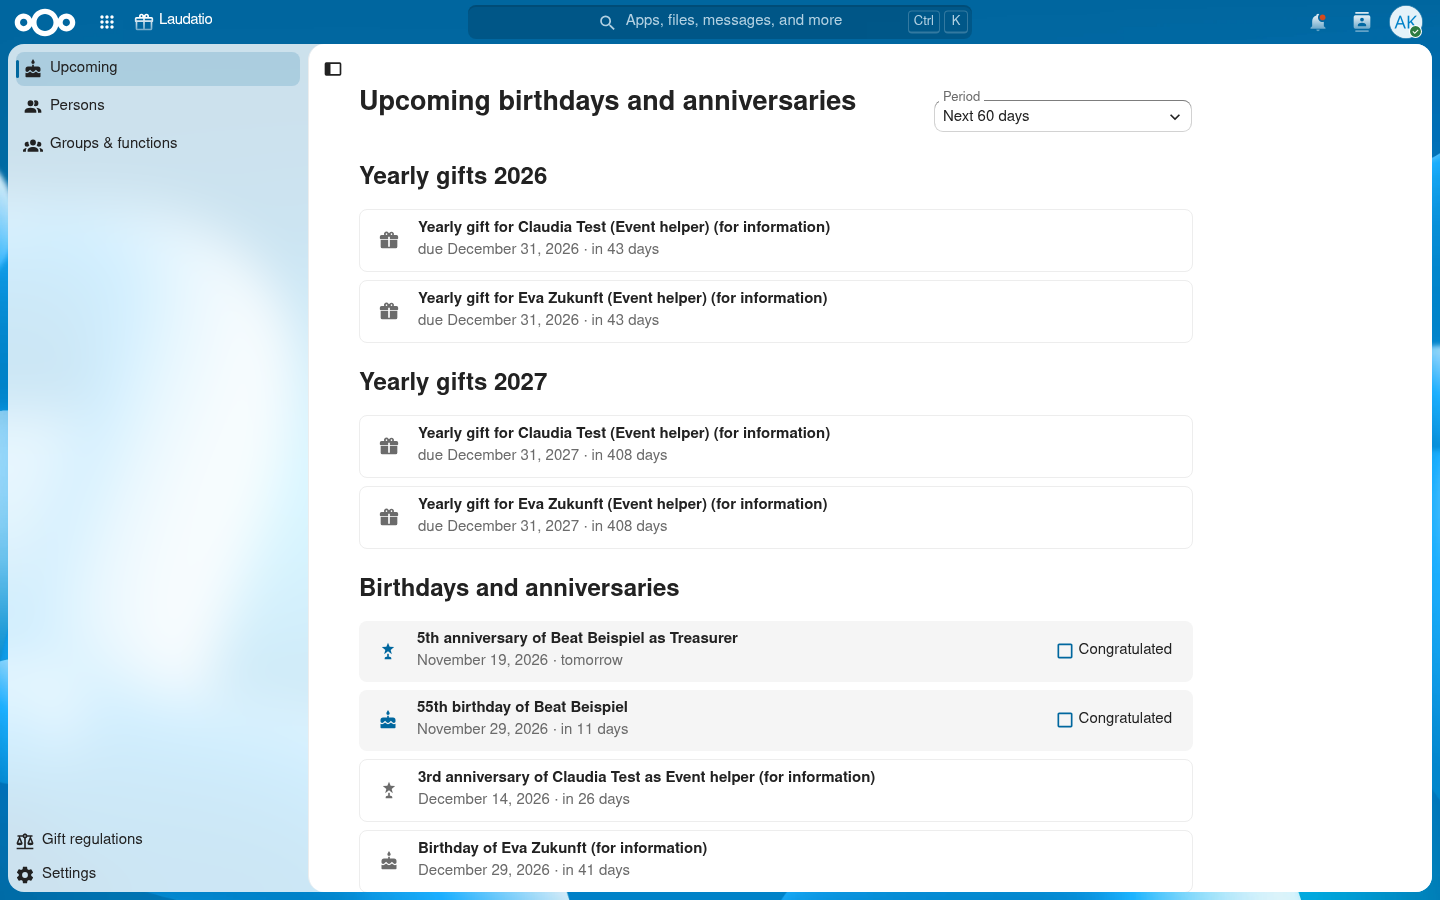 Laudatio
Apps, files, messages, and more
Ctrl K
AK
Upcoming
Persons
Groups & functions
Gift regulations
Settings
Upcoming birthdays and anniversaries
Period
Next 60 days
Yearly gifts 2026
Yearly gift for Claudia Test (Event helper) (for information)
due December 31, 2026 · in 43 days
Yearly gift for Eva Zukunft (Event helper) (for information)
due December 31, 2026 · in 43 days
Yearly gifts 2027
Yearly gift for Claudia Test (Event helper) (for information)
due December 31, 2027 · in 408 days
Yearly gift for Eva Zukunft (Event helper) (for information)
due December 31, 2027 · in 408 days
Birthdays and anniversaries
5th anniversary of Beat Beispiel as Treasurer
November 19, 2026 · tomorrow
Congratulated
55th birthday of Beat Beispiel
November 29, 2026 · in 11 days
Congratulated
3rd anniversary of Claudia Test as Event helper (for information)
December 14, 2026 · in 26 days
Birthday of Eva Zukunft (for information)
December 29, 2026 · in 41 days